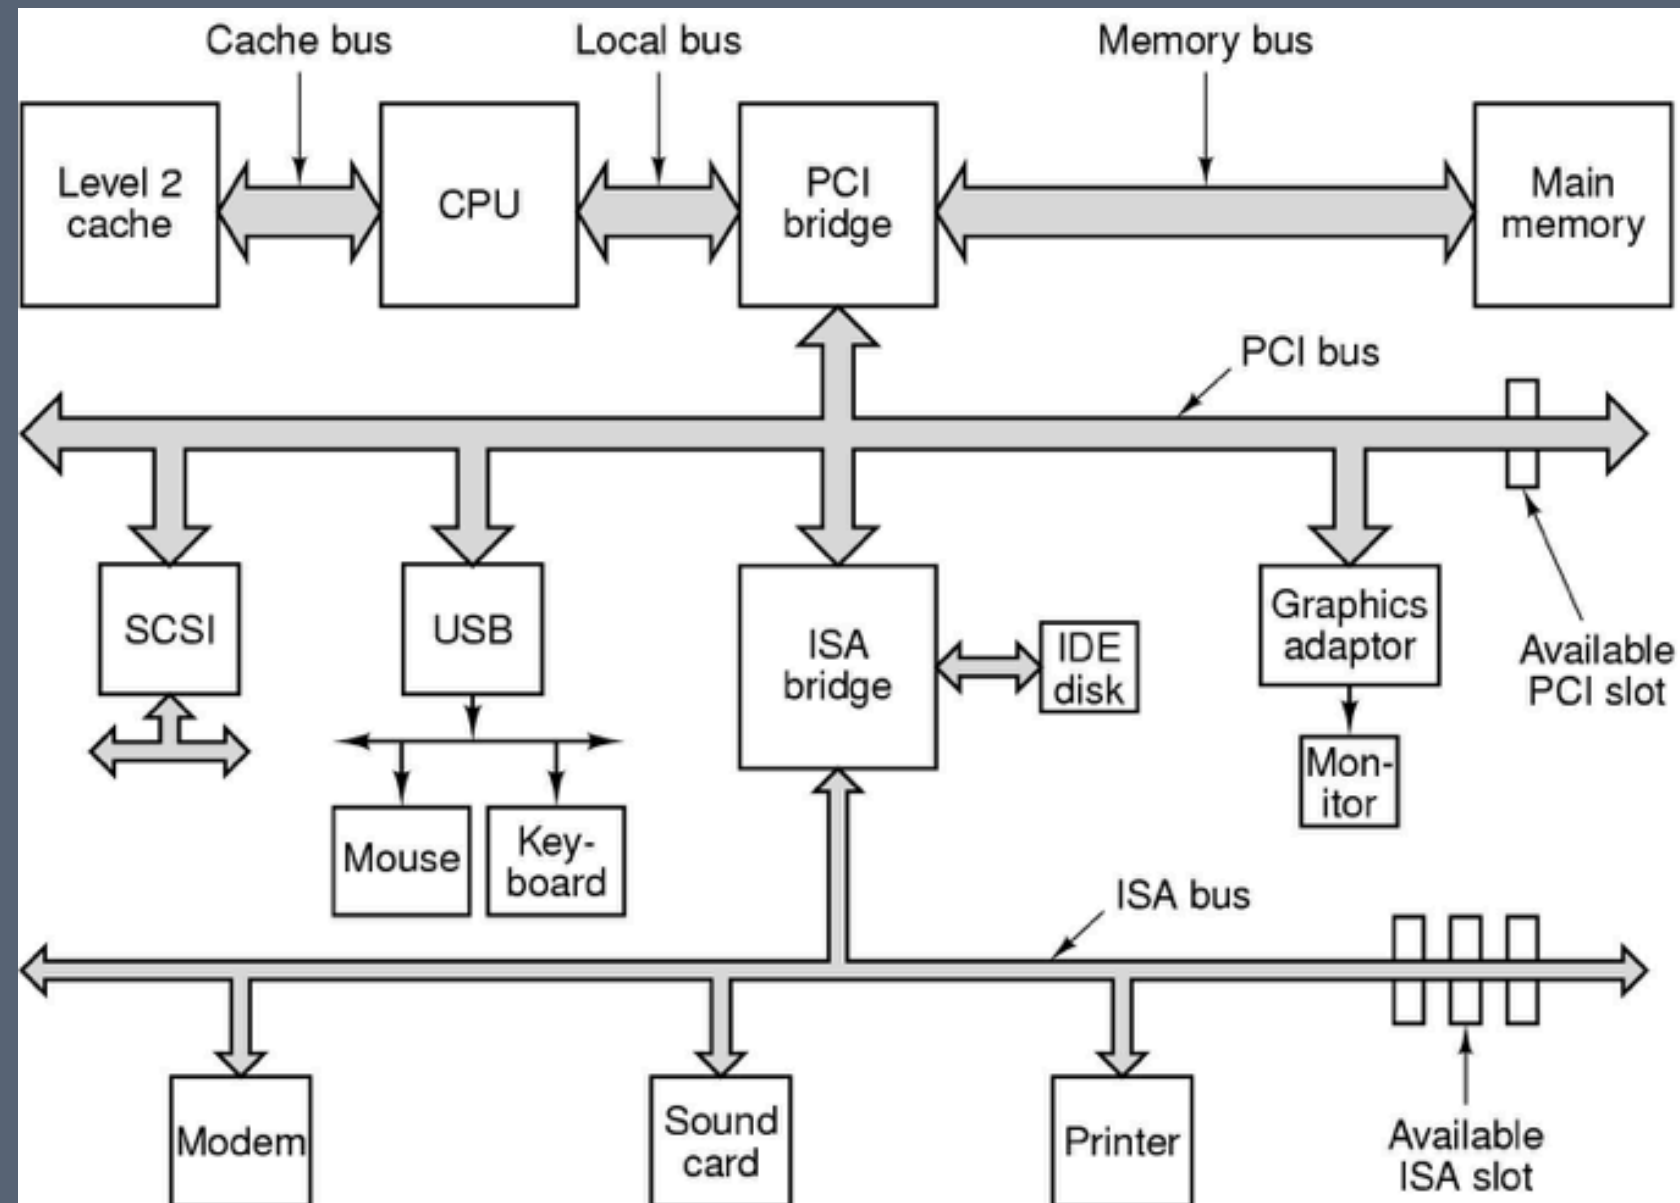 Cache bus
Local bus
Memory bus
Level 2
cache
CPU
PCI
bridge
Main
memory
PCI bus
SCSI
USB
ISA
bridge
IDE
disk
Graphics
adaptor
Available
PCI slot
Mon-
itor
Mouse
Key-
board
ISA bus
Modem
Sound
card
Printer
Available
ISA slot